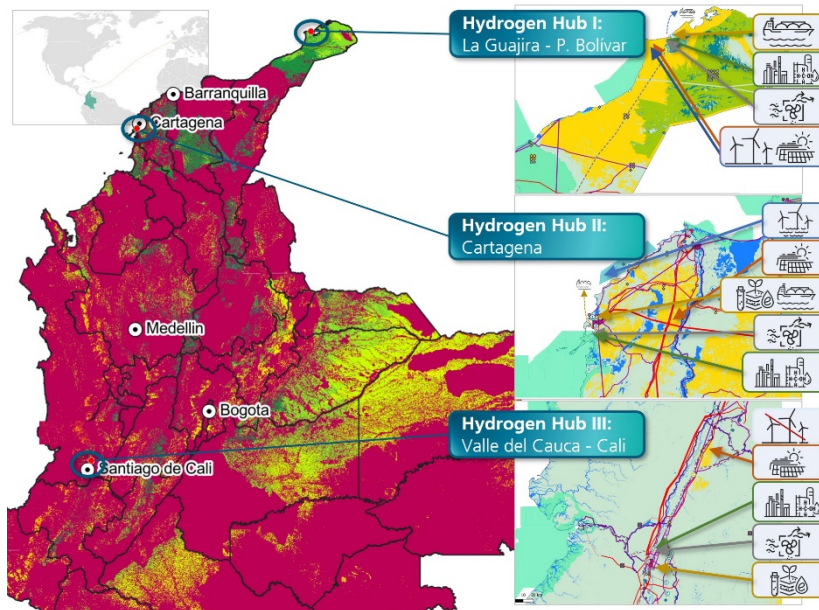 Hydrogen Hub I:
La Guajira - P. Bolívar
Barranquilla
Cartagena
Hydrogen Hub II:
Cartagena
Medellin
Bogota
Hydrogen Hub III:
Valle del Cauca - Cali
Santiago de Cali